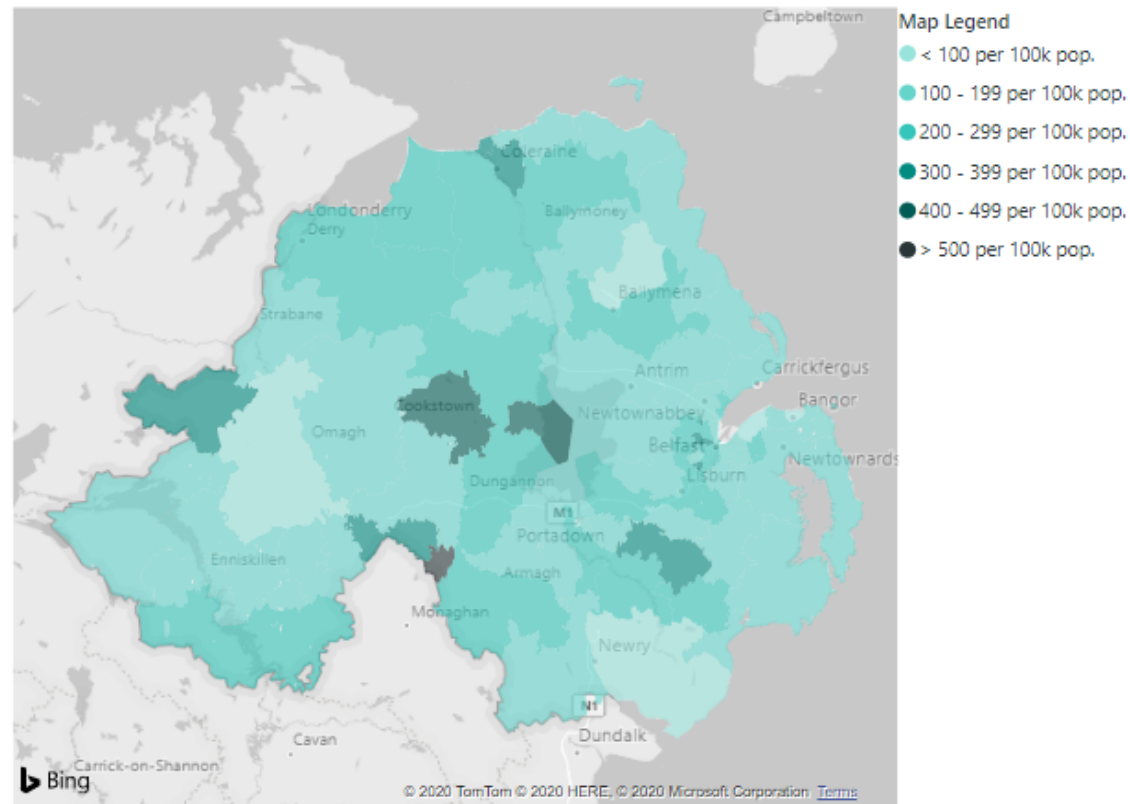 Campbeltown
Map Legend
< 100 per 100k pop.
100 - 199 per 100k pop.
200 - 299 per 100k pop.
300 - 399 per 100k pop.
400 - 499 per 100k pop.
> 500 per 100k pop.
Coleraine
Londonderry
Derry
Ballymoney
Ballymena
Strabane
Antrim
Carrickfergus
Bangor
Cookstown
Newtownabbey
Omagh
Belfast
Newtownards
Lisburn
Dungannon
M1
Portadown
Enniskillen
Armagh
Monaghan
Newry
N1
Dundalk
Cavan
Carrick-on-Shannon
Bing
© 2020 TomTom © 2020 HERE, © 2020 Microsoft Corporation Terms